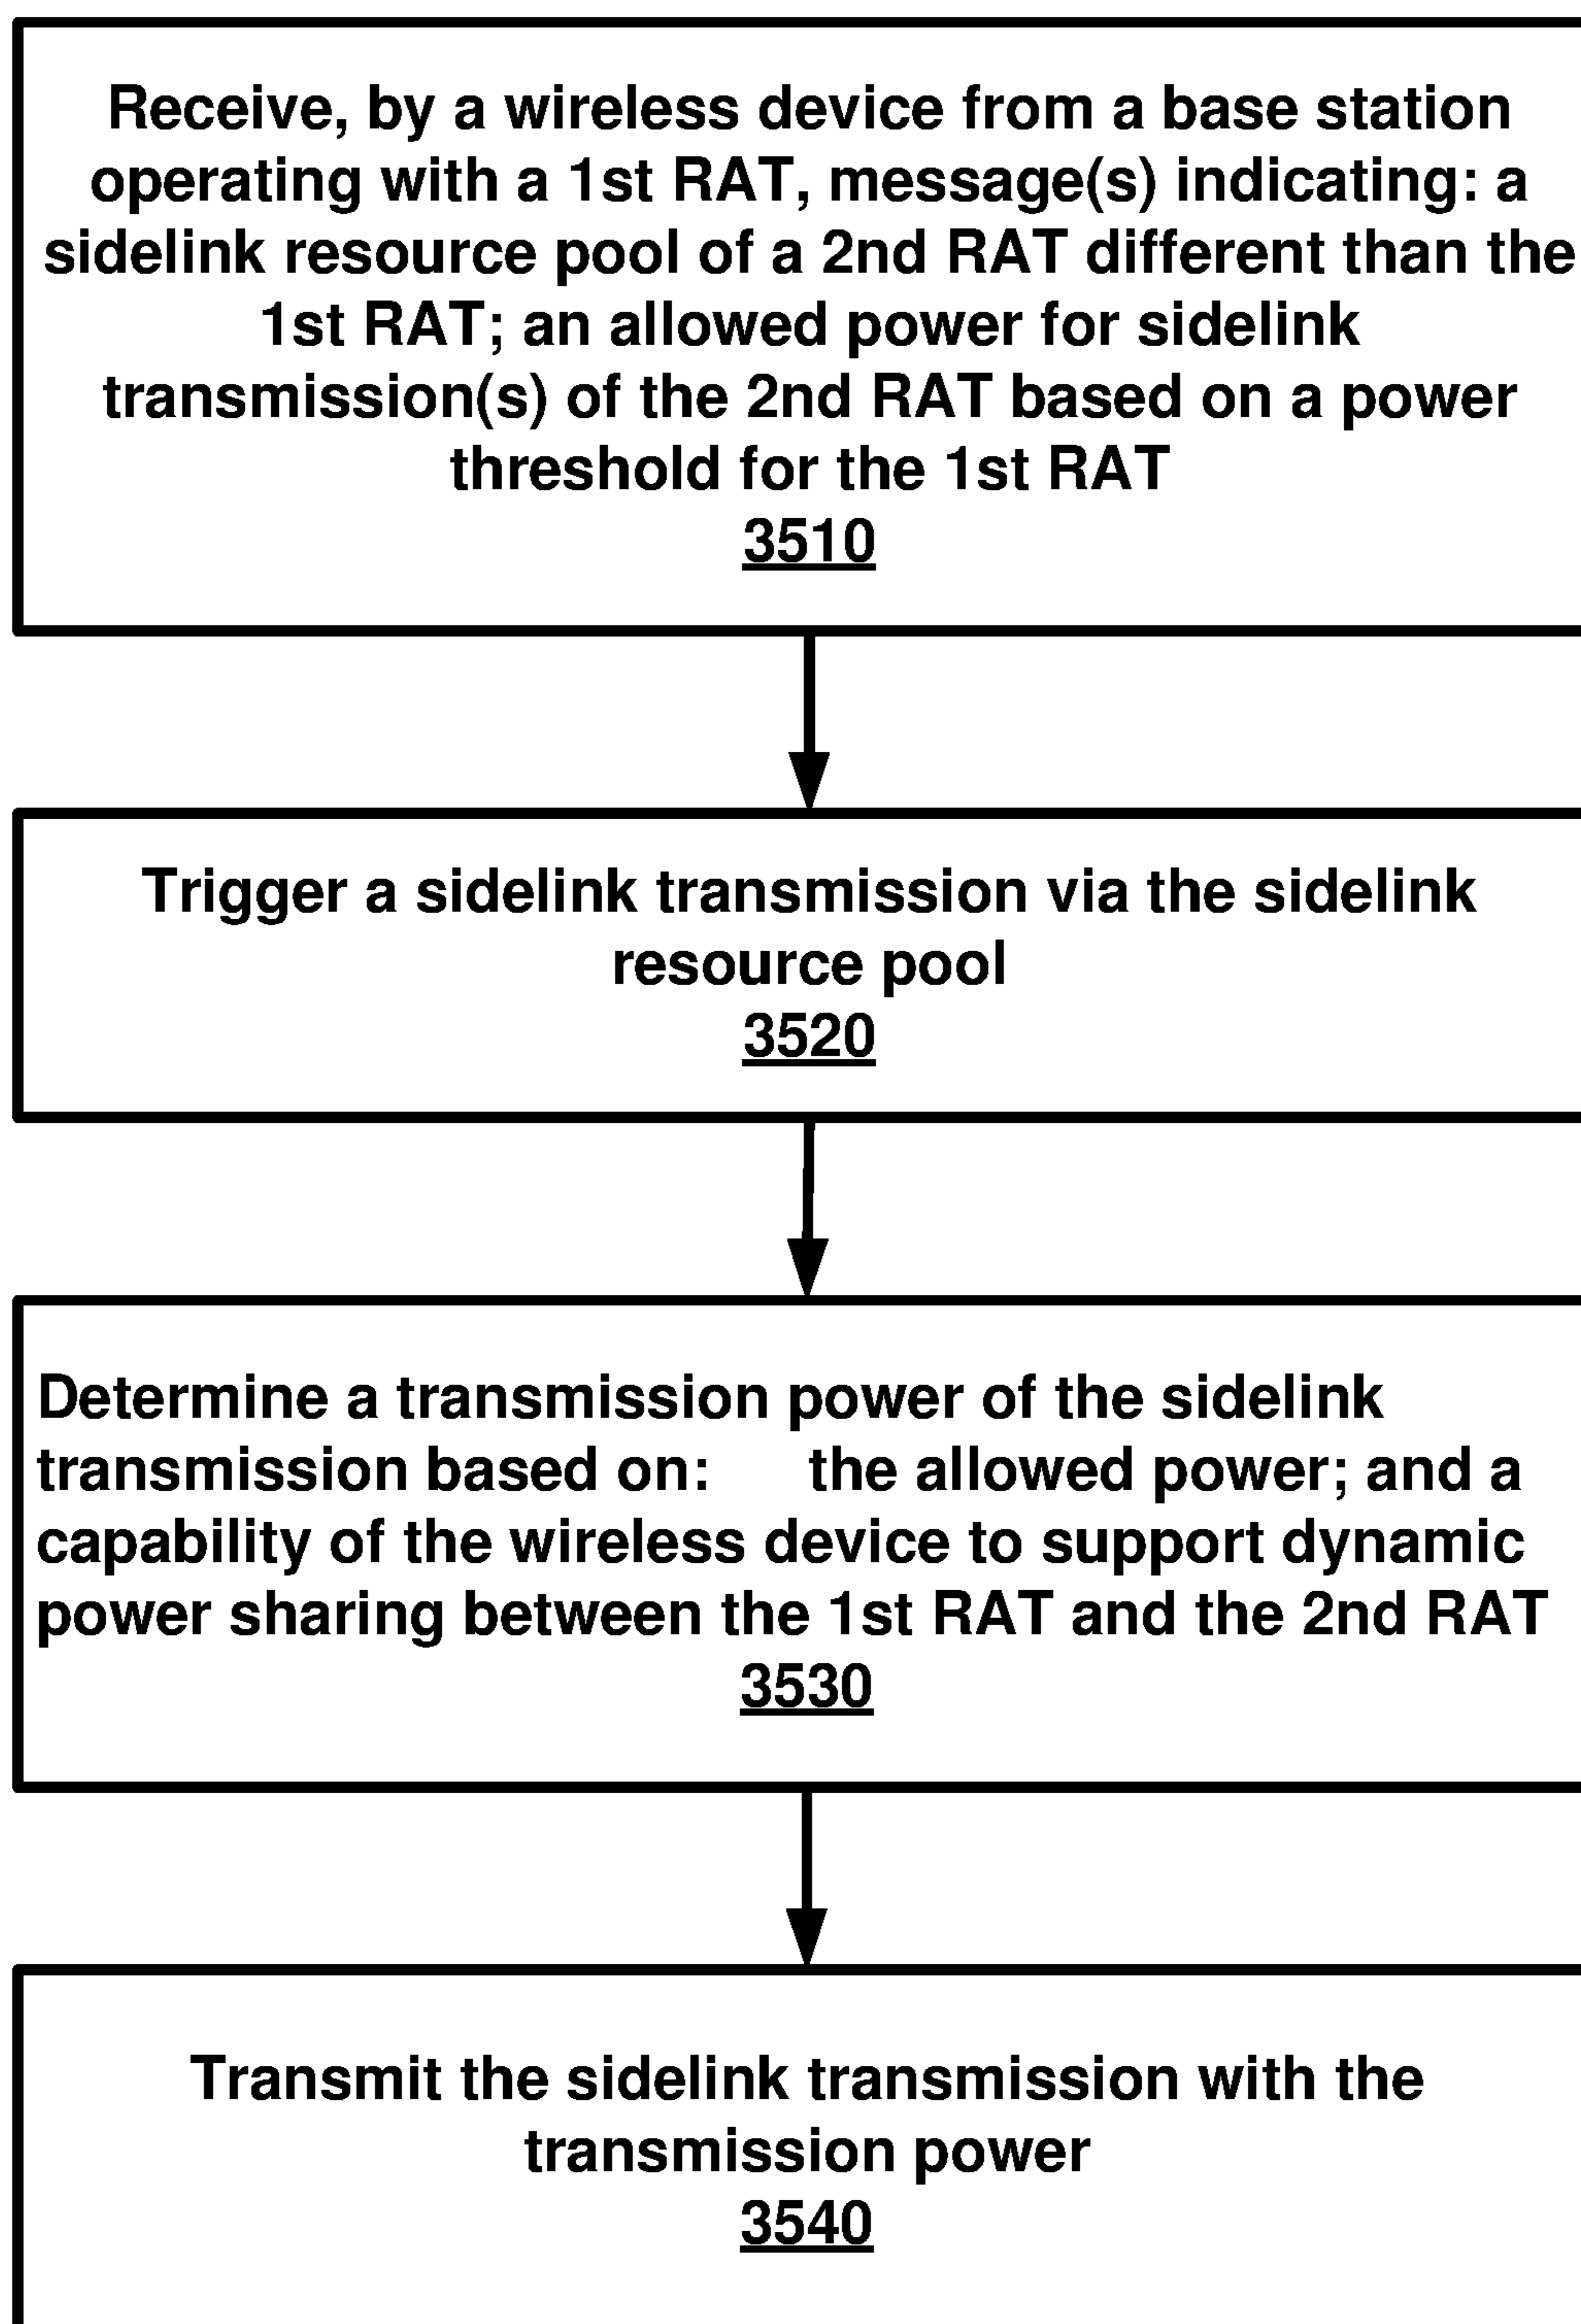 Receive, by a wireless device from a base station
operating with a 1st RAT, message(s) indicating: a
sidelink resource pool of a 2nd RAT different than the
1st RAT; an allowed power for sidelink
transmission(s) of the 2nd RAT based on a power
threshold for the 1st RAT
3510
Trigger a sidelink transmission via the sidelink
resource pool
3520
Determine a transmission power of the sidelink
transmission based on: the allowed power; and a
capability of the wireless device to support dynamic
power sharing between the 1st RAT and the 2nd RAT
3530
Transmit the sidelink transmission with the
transmission power
3540